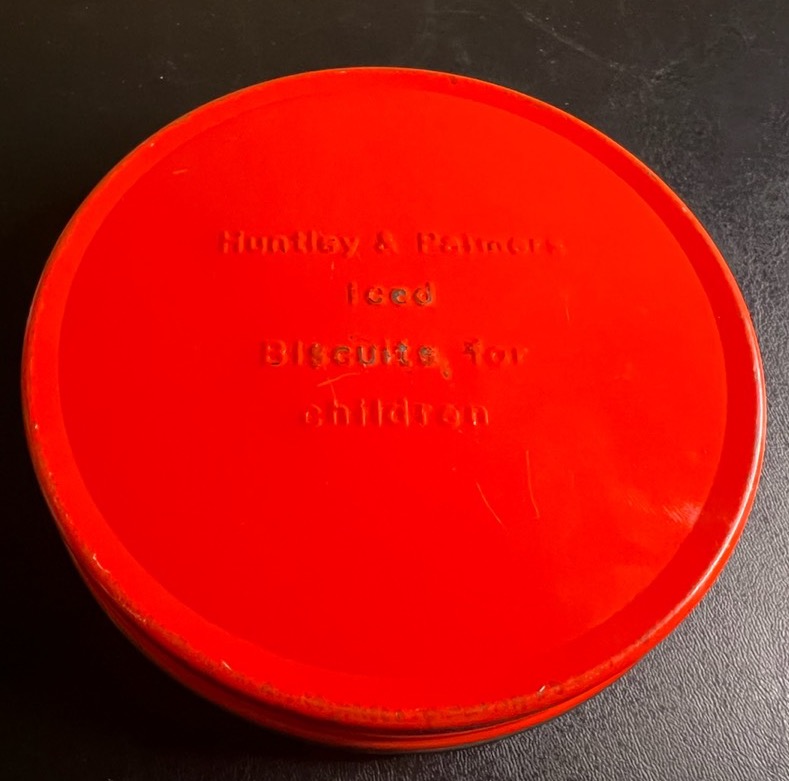 Huntley & Palmers
Iced
Biscuits for
children